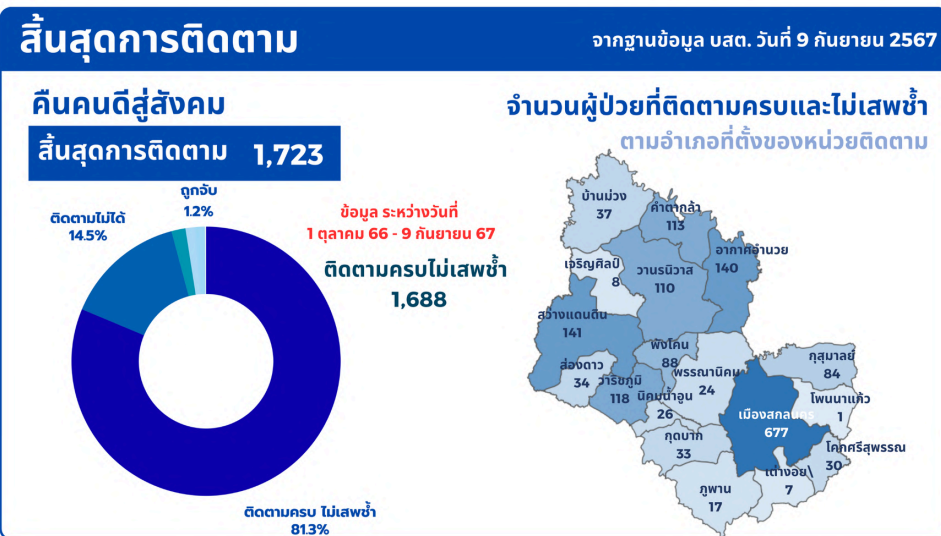 สิ้นสุดการติดตาม
จากฐานข้อมูล บสต. วันที่ 9 กันยายน 2567
คืนคนดีสู่สังคม
สิ้นสุดการติดตาม 1,723
ถูกจับ
1.2%
ติดตามไม่ได้
14.5%
ข้อมูล ระหว่างวันที่
1 ตุลาคม 66 - 9 กันยายน 67
ติดตามครบไม่เสพซ้ำ
1,688
ติดตามครบ ไม่เสพซ้ำ
81.3%
จำนวนผู้ป่วยที่ติดตามครบและไม่เสพซ้ำ
ตามอำเภอที่ตั้งของหน่วยติดตาม
บ้านม่วง
37
คำตากล้า
113
อากาศอำนวย
140
เจริญศิลป์
8
วานรนิวาส
110
สว่างแดนดิน
141
พังโคน
88
ส่องดาว
34
วาริชภูมิ
118
นิคมน้ำอูน
26
พรรณานิคม
24
กุสุมาลย์
84
โพนนาแก้ว
1
เมืองสกลนคร
677
กุดบาก
33
โคกศรีสุพรรณ
30
เต่างอย\
7
ภูพาน
17